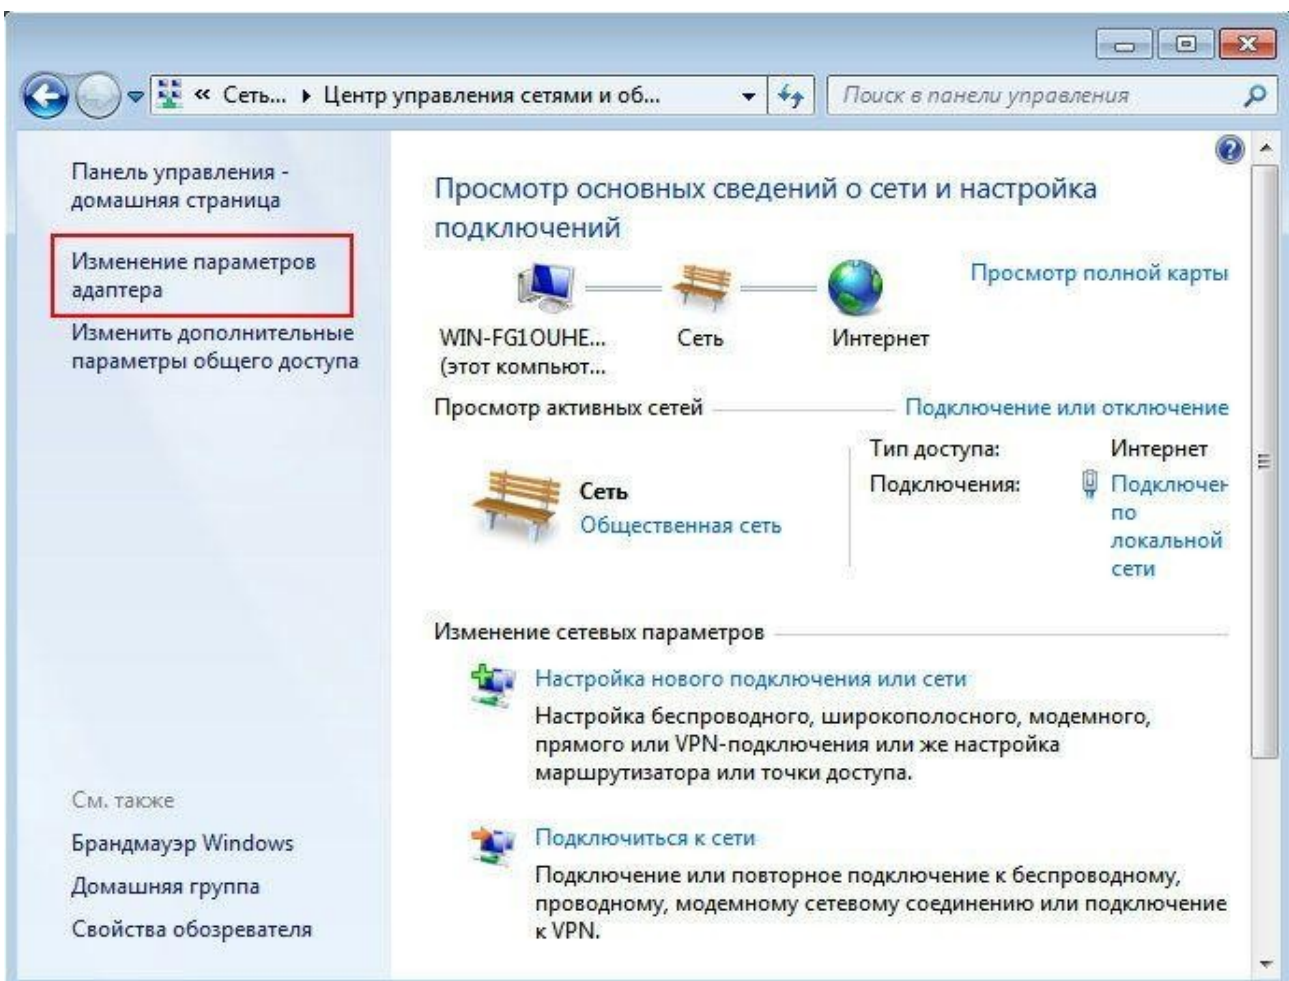 « Сеть... ▸ Центр управления сетями и об...
Поиск в панели управления
Панель управления -
домашняя страница
Изменение параметров
адаптера
Изменить дополнительные
параметры общего доступа
См. также
Брандмауэр Windows
Домашняя группа
Свойства обозревателя
Просмотр основных сведений о сети и настройка
подключений
Просмотр полной карты
WIN-FG1OUHE...
(этот компьют...
Сеть
Интернет
Просмотр активных сетей
Подключение или отключение
Сеть
Общественная сеть
Тип доступа: Интернет
Подключения: Подключен
по
локальной
сети
Изменение сетевых параметров
Настройка нового подключения или сети
Настройка беспроводного, широкополосного, модемного,
прямого или VPN-подключения или же настройка
маршрутизатора или точки доступа.
Подключиться к сети
Подключение или повторное подключение к беспроводному,
проводному, модемному сетевому соединению или подключение
к VPN.